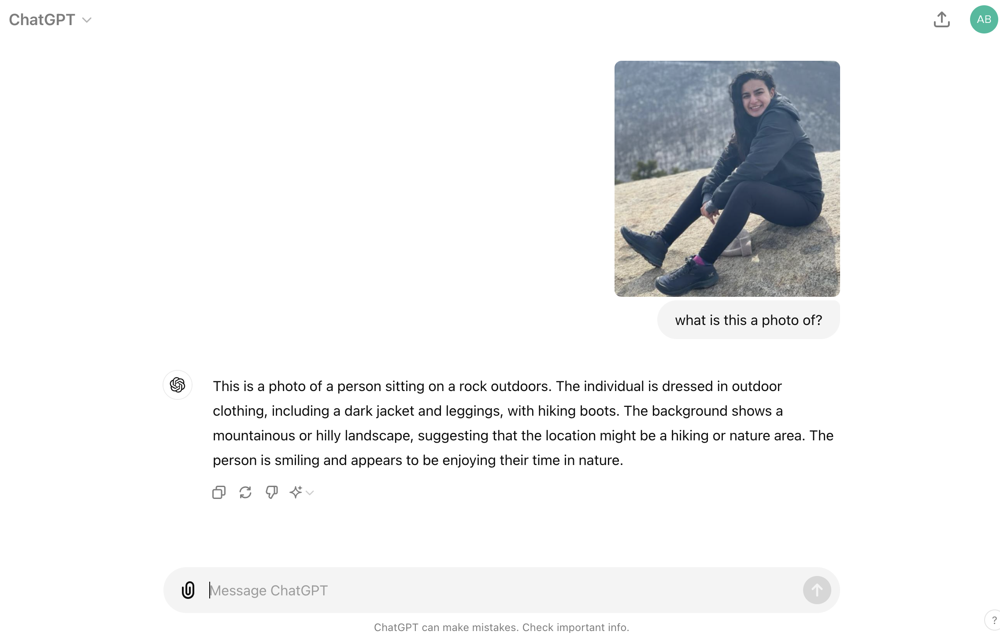 ChatGPT
AB
what is this a photo of?
This is a photo of a person sitting on a rock outdoors. The individual is dressed in outdoor
clothing, including a dark jacket and leggings, with hiking boots. The background shows a
mountainous or hilly landscape, suggesting that the location might be a hiking or nature area. The
person is smiling and appears to be enjoying their time in nature.
Message ChatGPT
ChatGPT can make mistakes. Check important info.
?